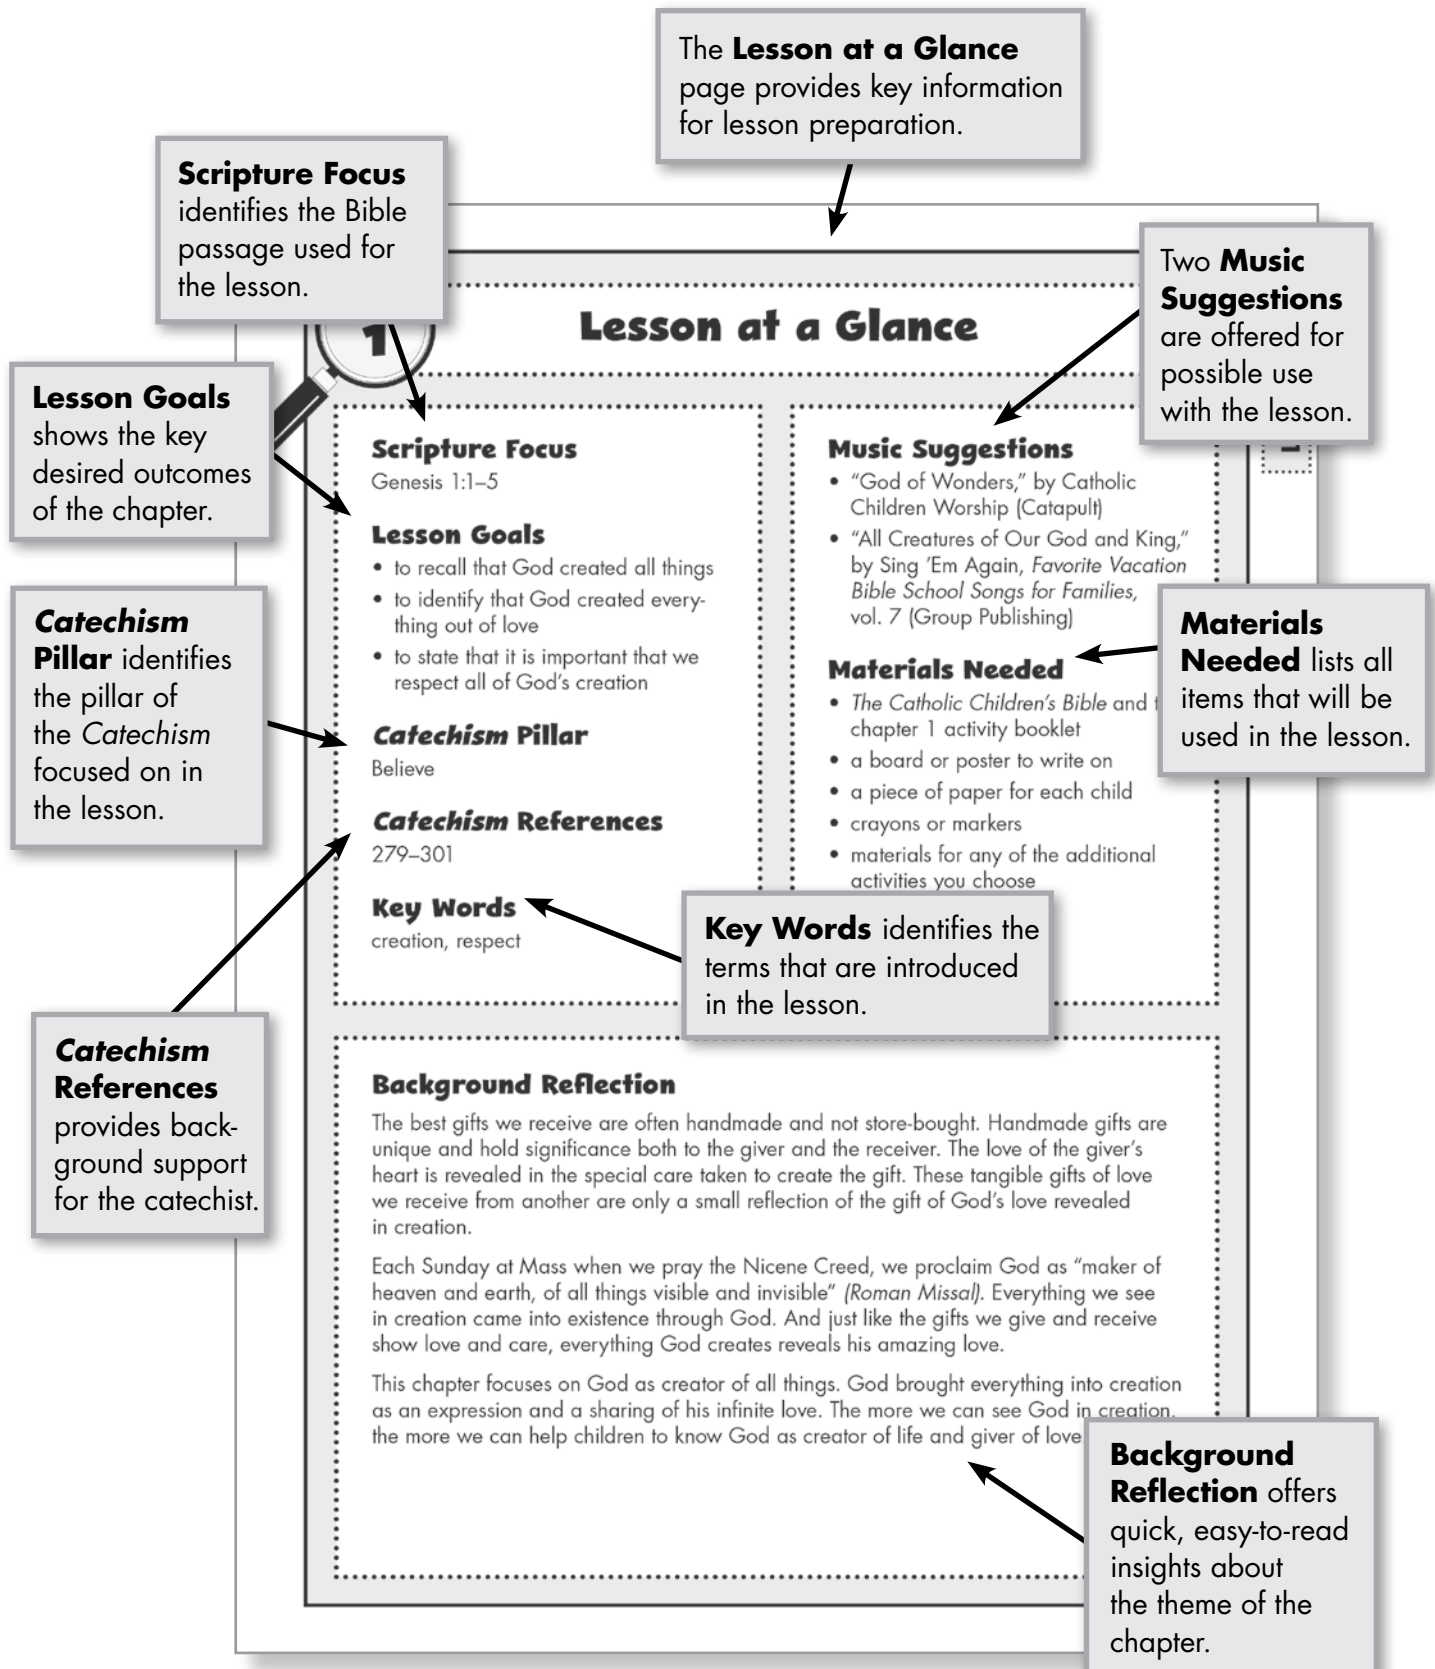 The Lesson at a Glance
page provides key information
for lesson preparation.
Scripture Focus
identifies the Bible
passage used for
the lesson.
Two Music
Suggestions
are offered for
possible use
with the lesson.
1
Lesson at a Glance
Lesson Goals
shows the key
desired outcomes
of the chapter.
Catechism
Pillar identifies
the pillar of
the Catechism
focused on in
the lesson.
Catechism
References
provides back-
ground support
for the catechist.
Scripture Focus
Genesis 1:1–5
Lesson Goals
• to recall that God created all things
• to identify that God created every-
thing out of love
• to state that it is important that we
respect all of God's creation
Catechism Pillar
Believe
Catechism References
279–301
Key Words
creation, respect
Music Suggestions
• “God of Wonders,” by Catholic
Children Worship (Catapult)
• “All Creatures of Our God and King,”
by Sing ’Em Again, Favorite Vacation
Bible School Songs for Families,
vol. 7 (Group Publishing)
Materials Needed
• The Catholic Children’s Bible and
chapter 1 activity booklet
• a board or poster to write on
• a piece of paper for each child
• crayons or markers
• materials for any of the additional
activities you choose
Materials
Needed lists all
items that will be
used in the lesson.
Key Words identifies the
terms that are introduced
in the lesson.
Background Reflection
The best gifts we receive are often handmade and not store-bought. Handmade gifts are
unique and hold significance both to the giver and the receiver. The love of the giver’s
heart is revealed in the special care taken to create the gift. These tangible gifts of love
we receive from another are only a small reflection of the gift of God’s love revealed
in creation.
Each Sunday at Mass when we pray the Nicene Creed, we proclaim God as “maker of
heaven and earth, of all things visible and invisible” (Roman Missal). Everything we see
in creation came into existence through God. And just like the gifts we give and receive
show love and care, everything God creates reveals his amazing love.
This chapter focuses on God as creator of all things. God brought everything into creation
as an expression and a sharing of his infinite love. The more we can see God in creation,
the more we can help children to know God as creator of life and giver of love
Background
Reflection offers
quick, easy-to-read
insights about
the theme of the
chapter.